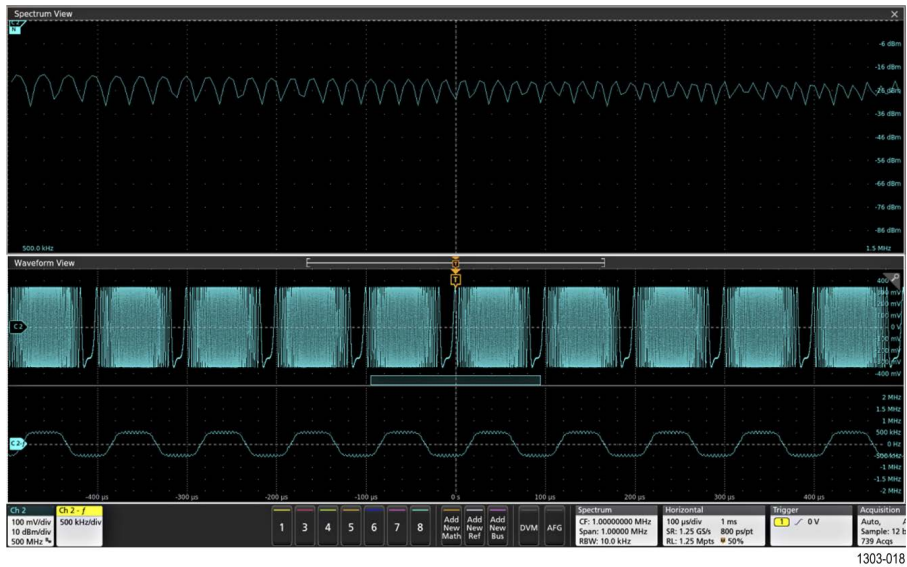 Spectrum View
-6 dBm
-16 dBm
-26 dBm
-36 dBm
-46 dBm
-56 dBm
-66 dBm
-76 dBm
-86 dBm
500.0 kHz 1.5 MHz
Waveform View
T
C 2
0 V
-400 mV
2 MHz
1.5 MHz
1 MHz
500 kHz
C 2
0 Hz
-500 kHz
-1 MHz
-1.5 MHz
-2 MHz
-400 µs -300 µs -200 µs -100 µs 0 s 100 µs 200 µs 300 µs 400 µs
Ch 2
100 mV/div
10 dBm/div
500 MHz
Ch 2 - f
500 kHz/div
1 3 4 5 6 7 8
Add New Math
Add New Ref
Add New Bus
DVM AFG
Spectrum
CF: 1.00000000 MHz
Span: 1.00000 MHz
RBW: 10.0 kHz
Horizontal
100 µs/div 1 ms
SR: 1.25 GS/s 800 ps/pt
RL: 1.25 Mpts 50%
Trigger
1 0 V
Acquisition
Auto,
Sample: 12 b
739 Acqs
1303-018